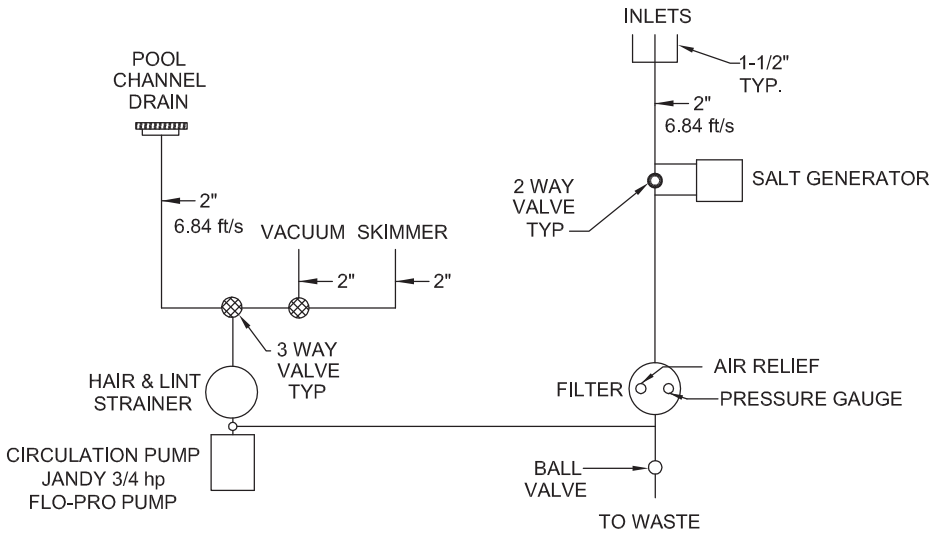 POOL
CHANNEL
DRAIN
2"
6.84 ft/s
VACUUM
SKIMMER
2"
2"
3 WAY
VALVE
TYP
HAIR & LINT
STRAINER
CIRCULATION PUMP
JANDY 3/4 hp
FLO-PRO PUMP
INLETS
1-1/2"
TYP.
2"
6.84 ft/s
2 WAY
VALVE
TYP
SALT GENERATOR
FILTER
AIR RELIEF
PRESSURE GAUGE
BALL
VALVE
TO WASTE